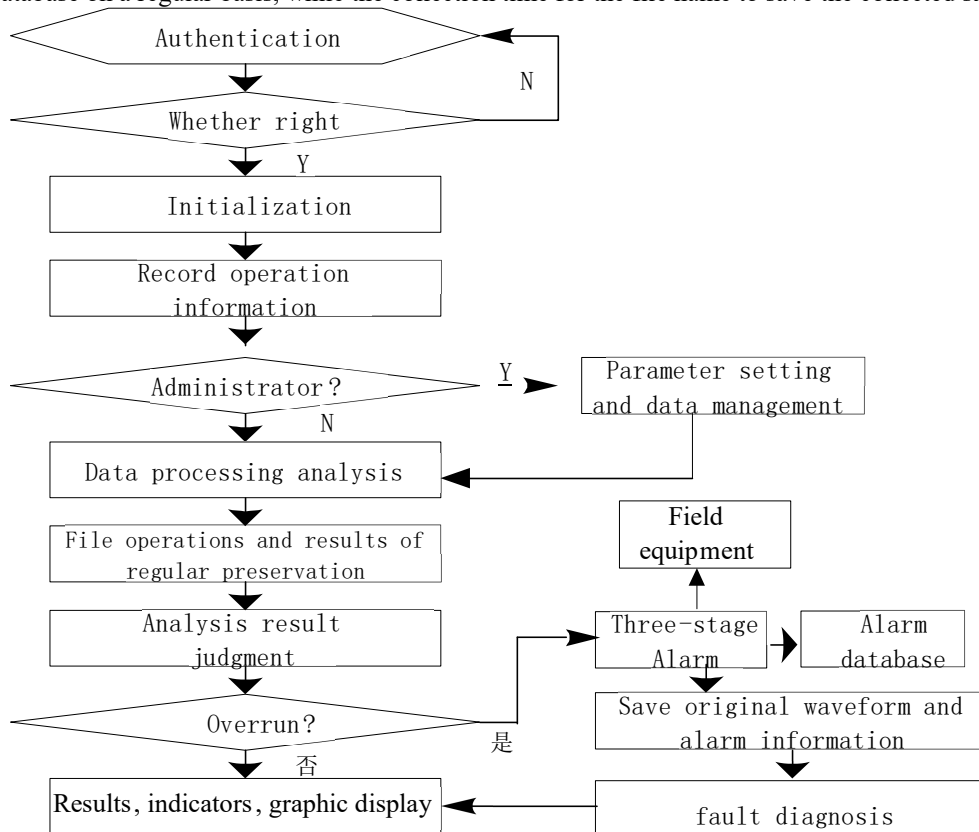 Authentication
N
Whether right
Y
Initialization
Record operation
information
Administrator?
Y
Parameter setting
and data management
N
Data processing analysis
Field
equipment
File operations and results of
regular preservation
Analysis result
judgment
Three-stage
Alarm
Alarm
database
Overrun?
是
Save original waveform and
alarm information
否
Results, indicators, graphic display
fault diagnosis